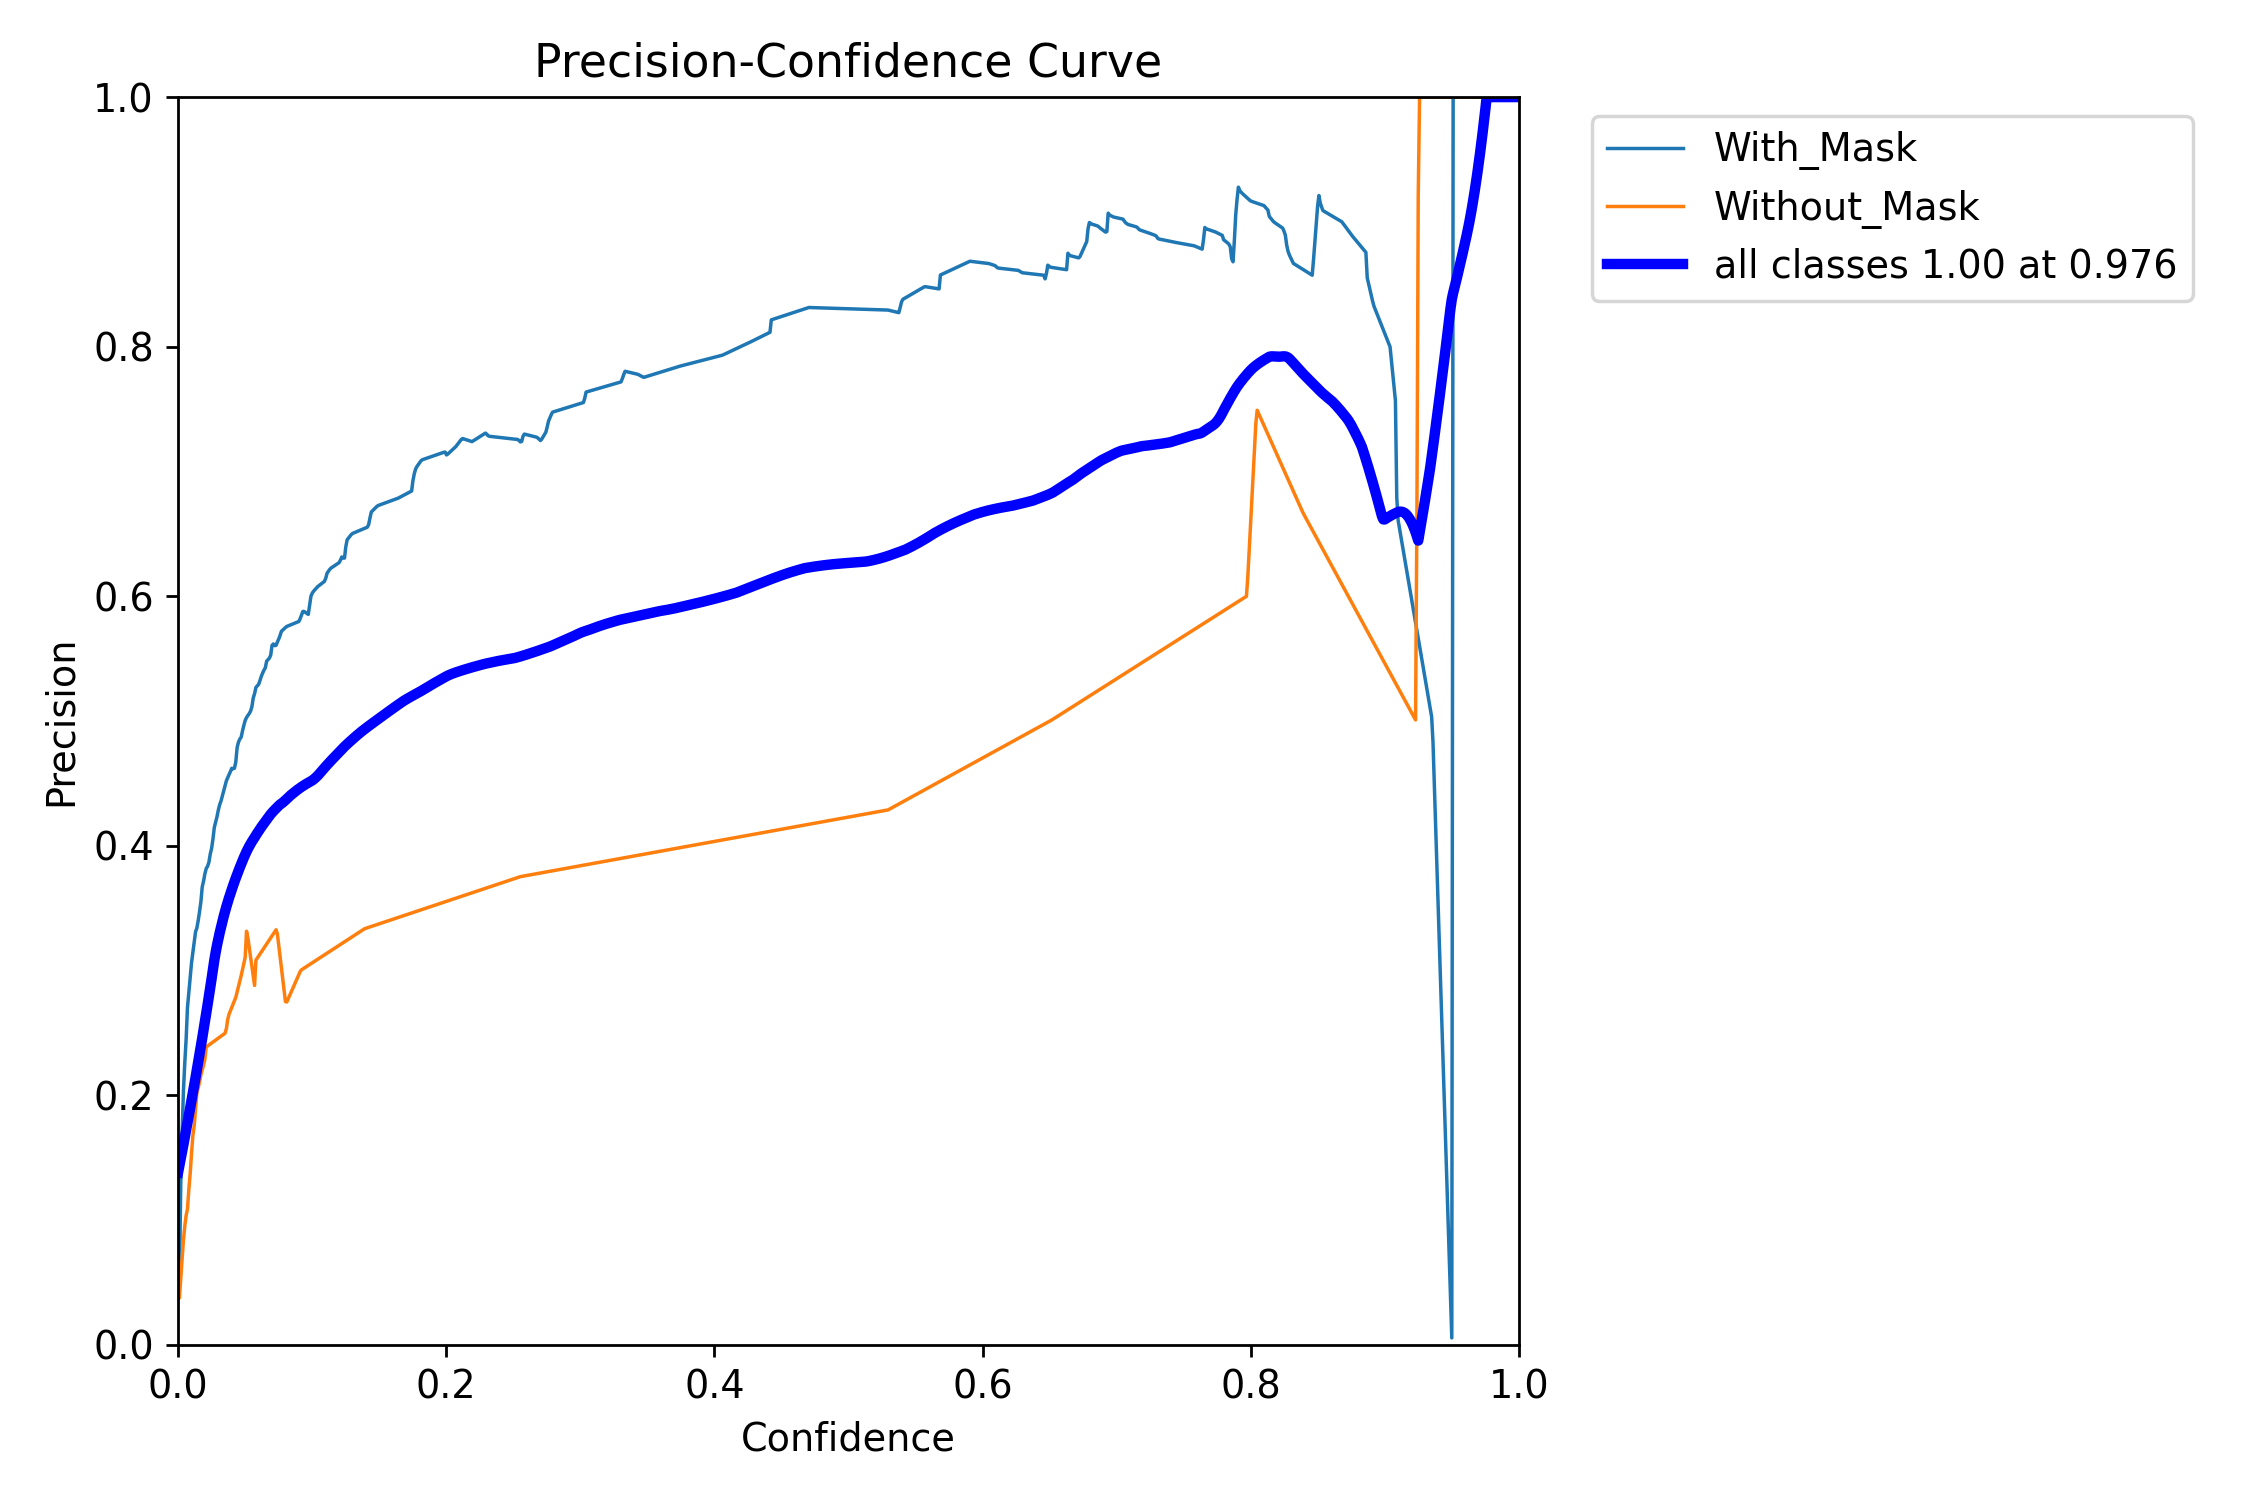 Precision-Confidence Curve
1.0
0.8
0.6
0.4
0.2
0.0
Precision
0.0 0.2 0.4 0.6 0.8 1.0
Confidence
With_Mask
Without_Mask
all classes 1.00 at 0.976